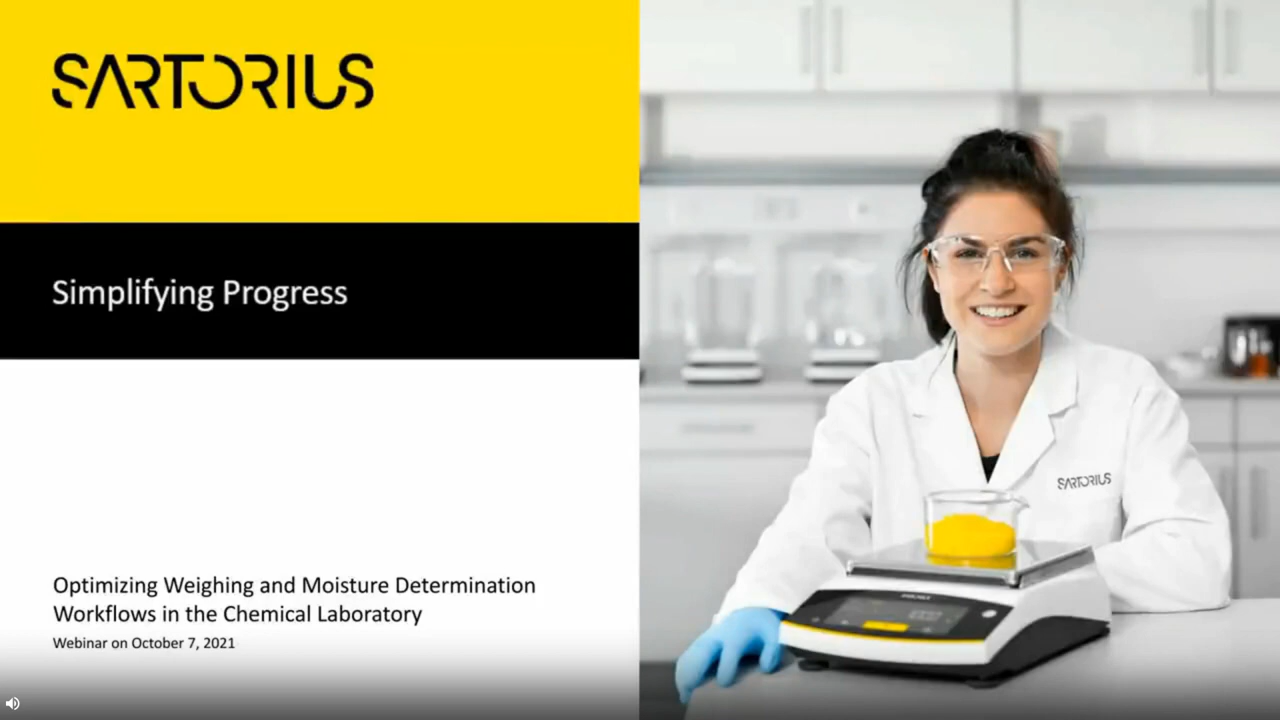 SARTORIUS
Simplifying Progress
Optimizing Weighing and Moisture Determination
Workflows in the Chemical Laboratory
Webinar on October 7, 2021
SARTORIUS